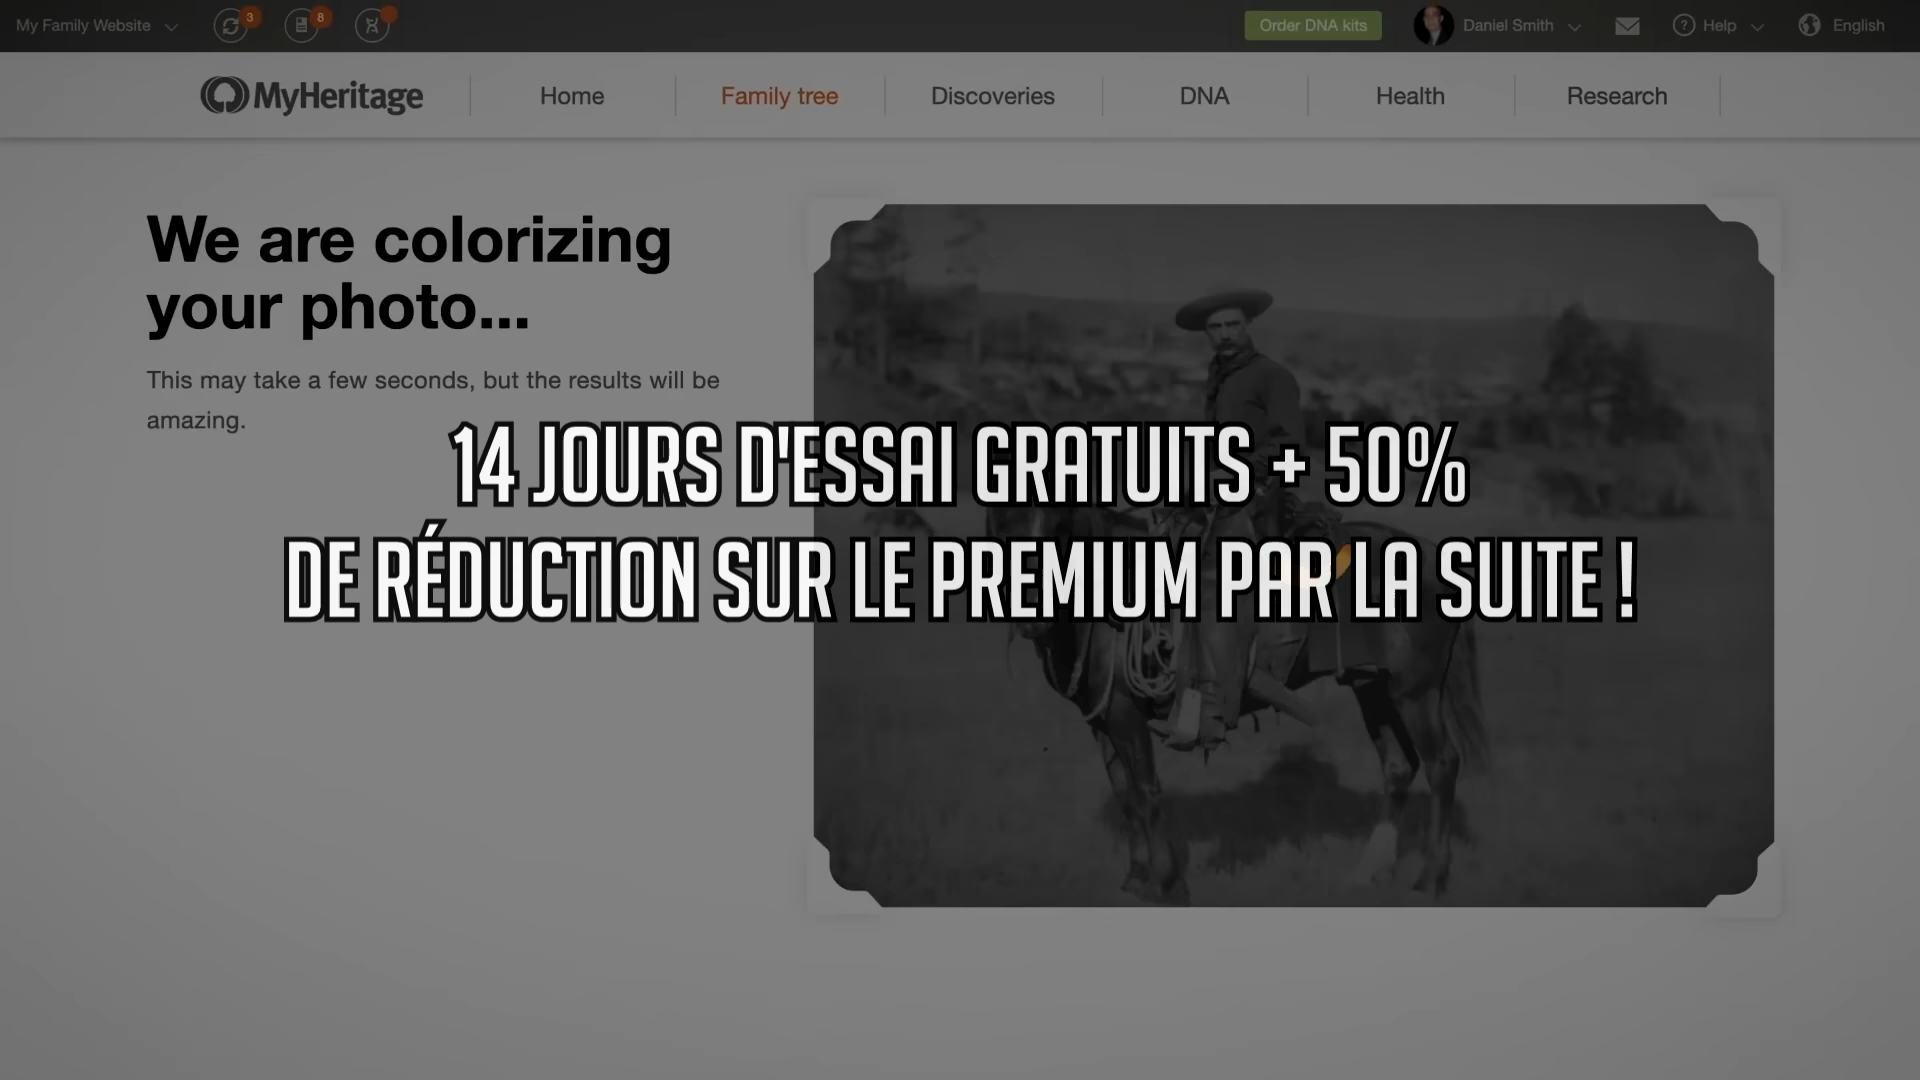 My Family Website
3
8
Order DNA kits
Daniel Smith
Help
English
MyHeritage
Home
Family tree
Discoveries
DNA
Health
Research
We are colorizing
your photo...
This may take a few seconds, but the results will be
amazing.
14 JOURS D'ESSAI GRATUITS + 50%
DE RÉDUCTION SUR LE PREMIUM PAR LA SUITE !